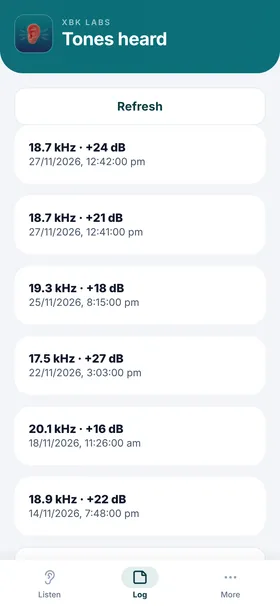 XBK LABS
Tones heard
Refresh
18.7 kHz · +24 dB
27/11/2026, 12:42:00 pm
18.7 kHz · +21 dB
27/11/2026, 12:41:00 pm
19.3 kHz · +18 dB
25/11/2026, 8:15:00 pm
17.5 kHz · +27 dB
22/11/2026, 3:03:00 pm
20.1 kHz · +16 dB
18/11/2026, 11:26:00 am
18.9 kHz · +22 dB
14/11/2026, 7:48:00 pm
Listen
Log
More